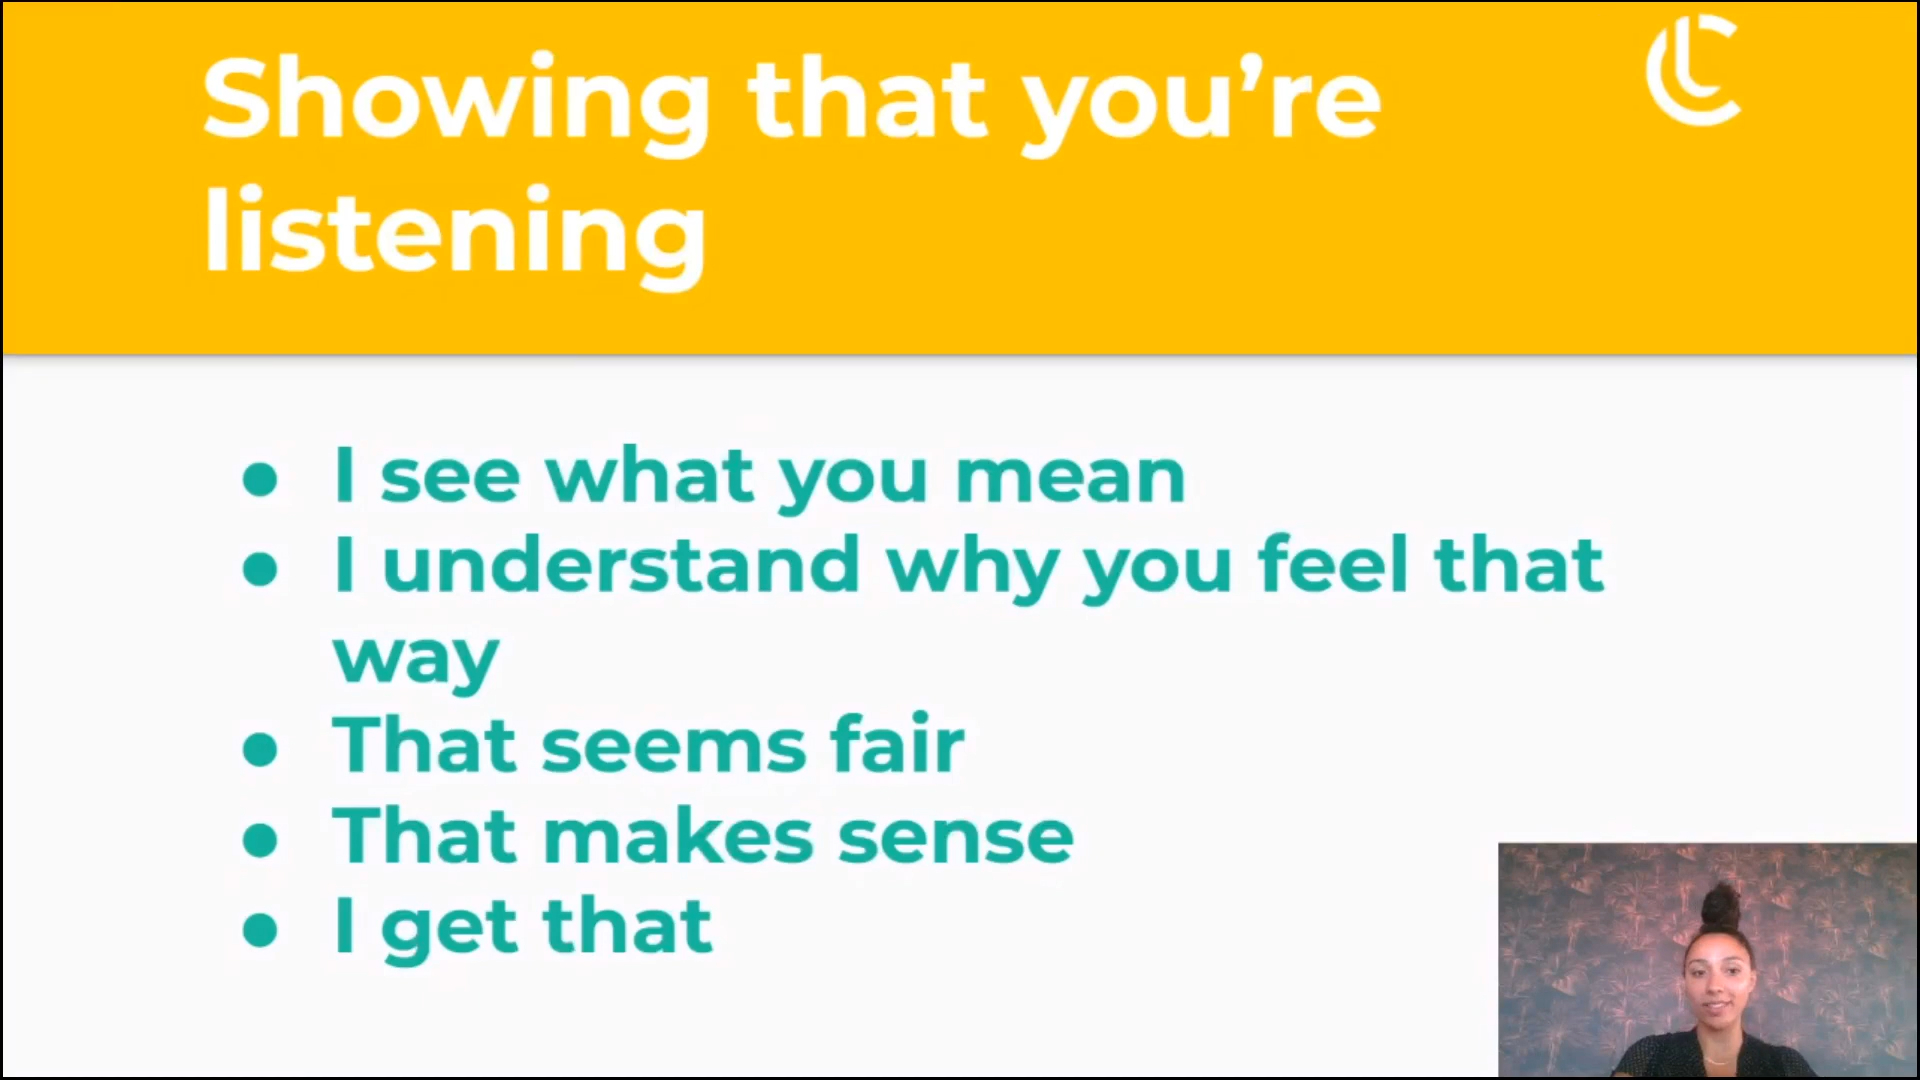 Showing that you’re
listening
● I see what you mean
● I understand why you feel that
way
● That seems fair
● That makes sense
● I get that